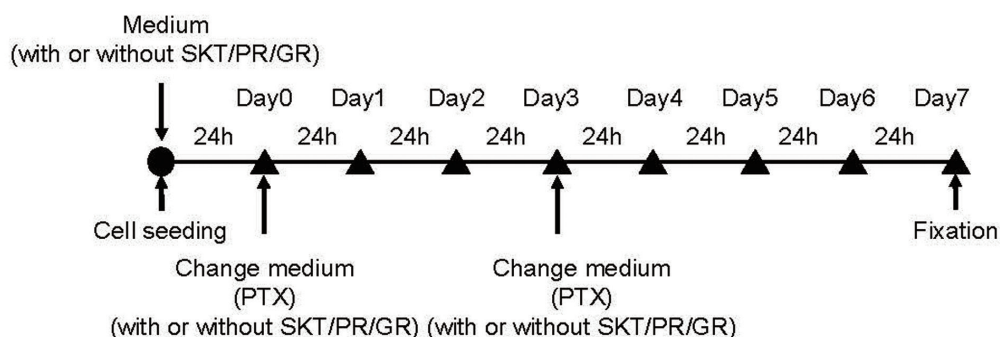 Medium
(with or without SKT/PR/GR)
Day0 Day1 Day2 Day3 Day4 Day5 Day6 Day7
24h 24h 24h 24h 24h 24h 24h 24h
Cell seeding
Fixation
Change medium
(PTX)
(with or without SKT/PR/GR)
Change medium
(PTX)
(with or without SKT/PR/GR)